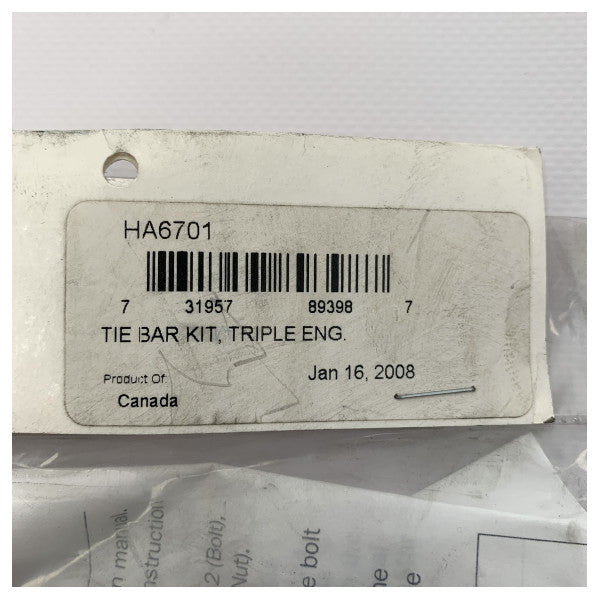 HA6701
7 31957 89398 7
TIE BAR KIT, TRIPLE ENG.
Product Of:
Jan 16, 2008
Canada
manual.
nstruction
2 (Bolt),
Nut).
e bolt
ne
e